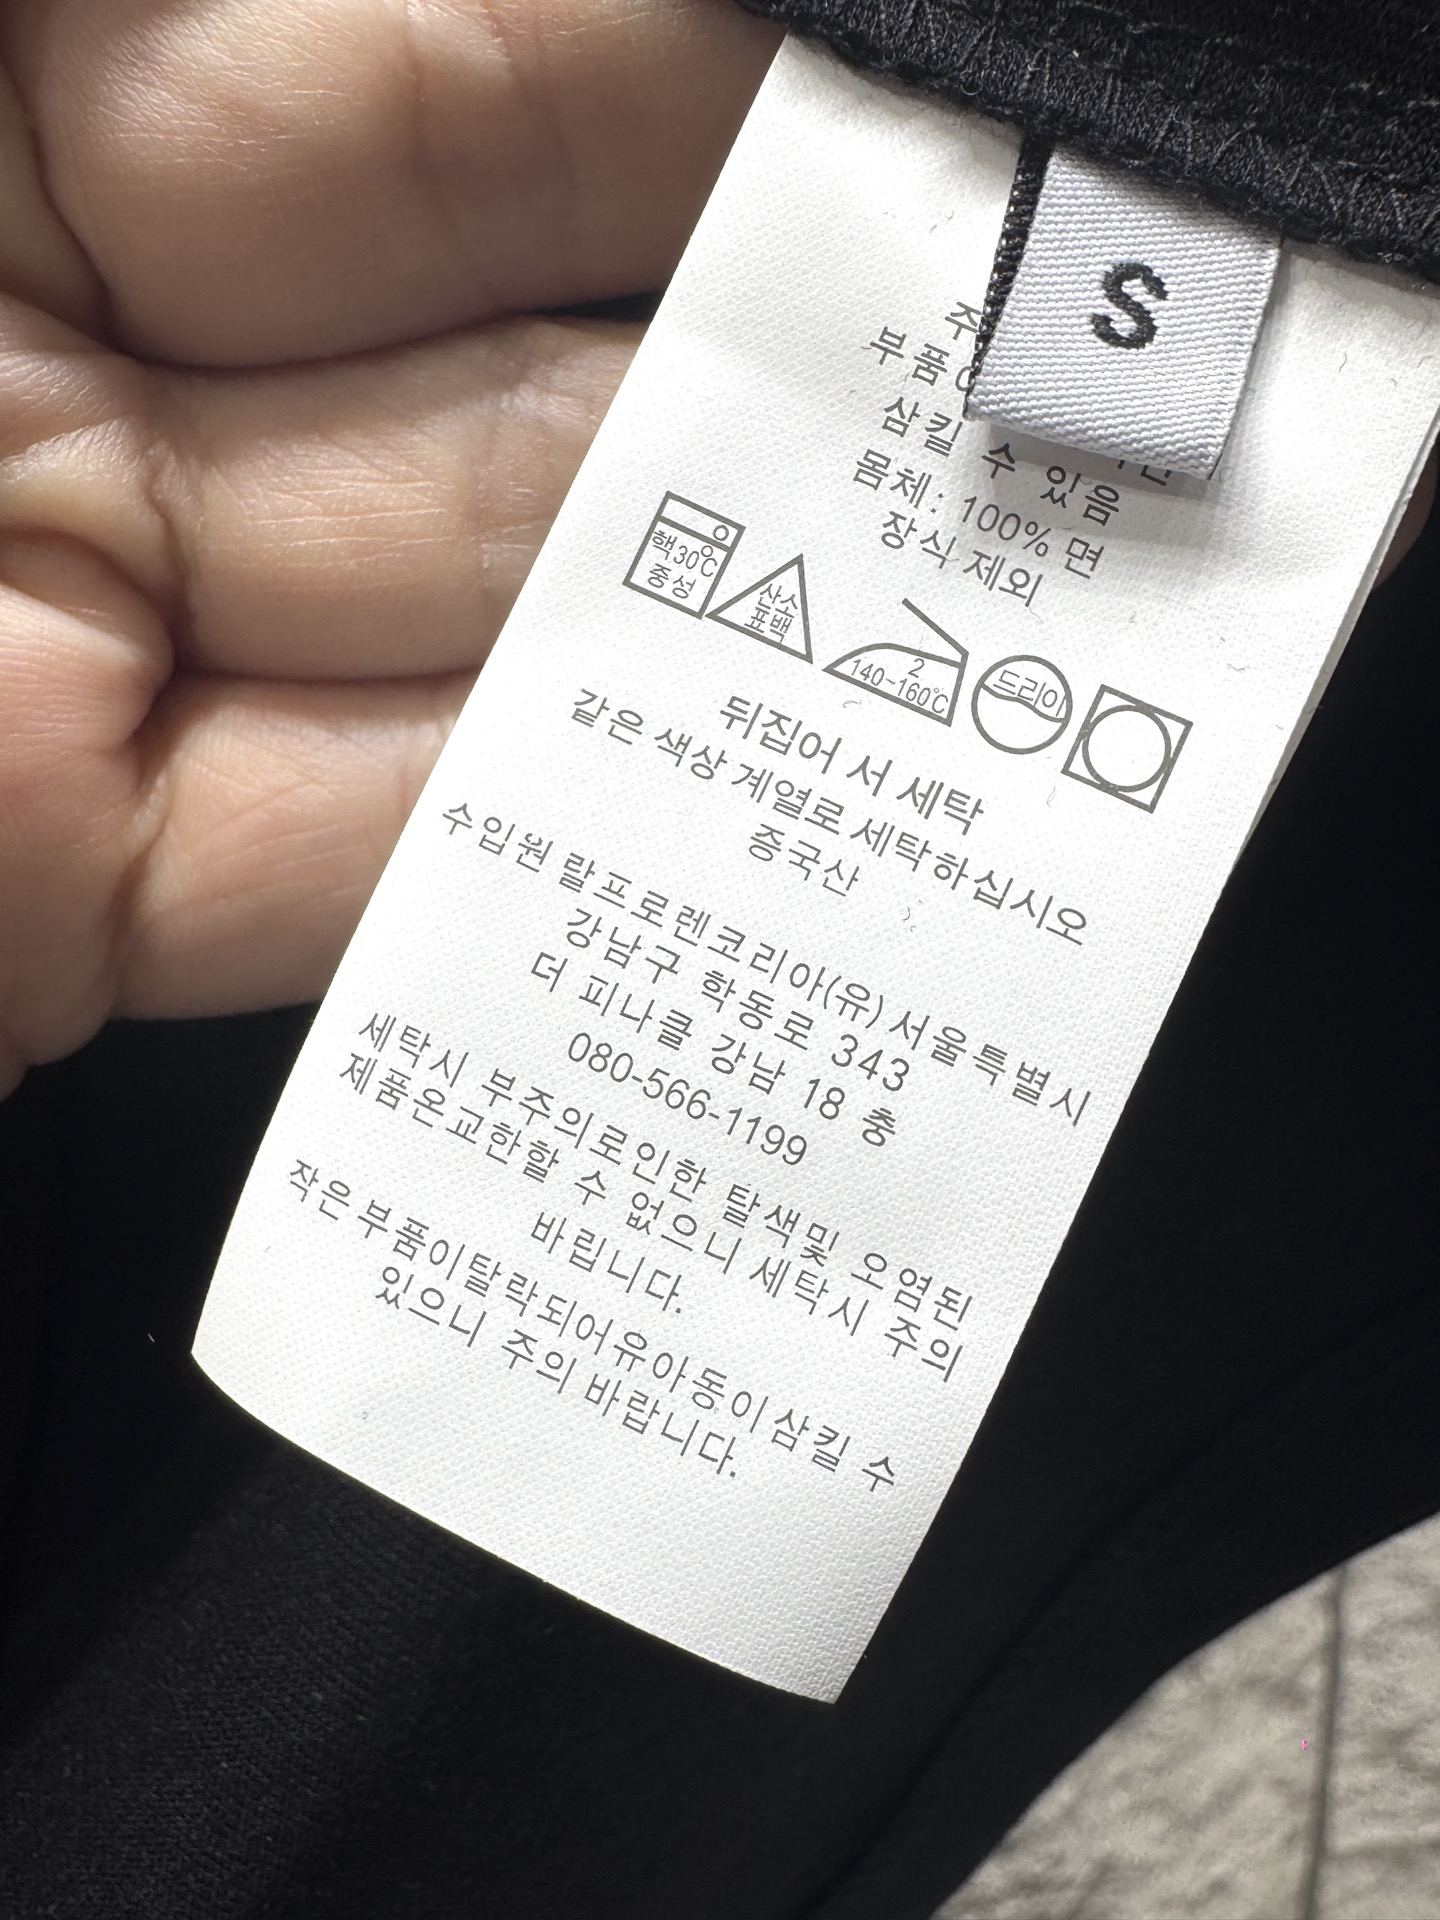 S
부품
삼킬 수 있음
몸체: 100% 면
장식 제외
핵30℃
중성
산소
표백
2
140~160℃
드라이
뒤집어 서 세탁
같은 색상 계열로 세탁하십시오
중국산
수입원 랄프로렌코리아(유) 서울특별시
강남구 학동로 343
더 피나클 강남 18 층
080-566-1199
세탁시 부주의로인한 탈색및 오염된
제품은교한할 수 없으니 세탁시 주의
바립니다.
작은 부품이탈락되어유아동이삼킬 수
있으니 주의 바랍니다.